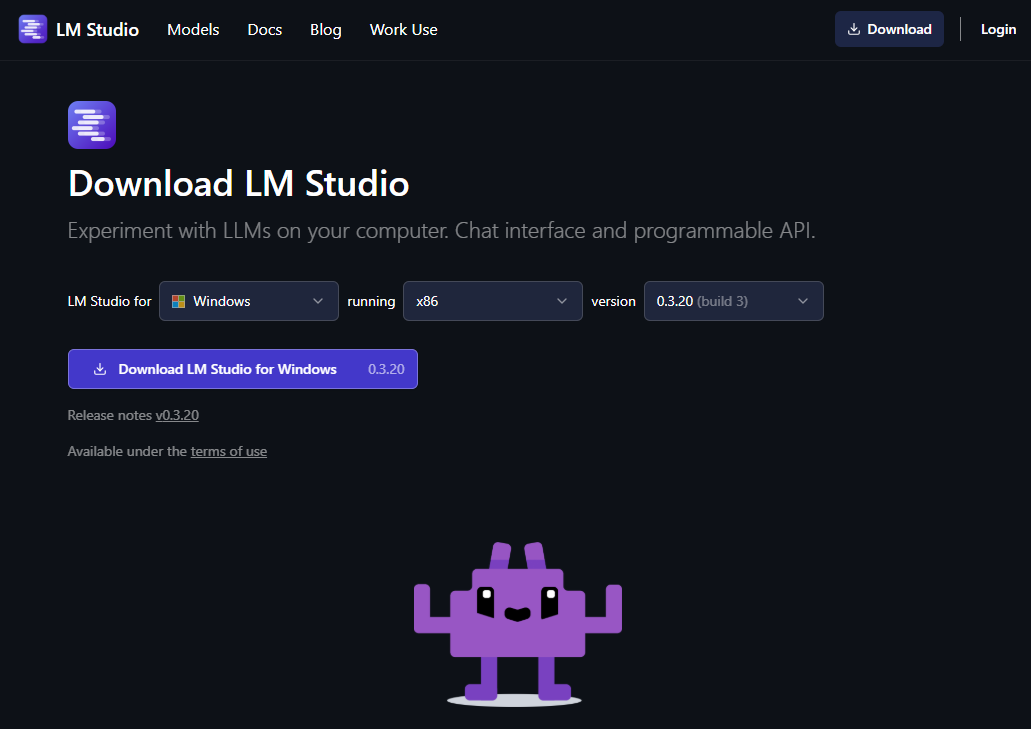 LM Studio Models Docs Blog Work Use Download Login
Download LM Studio
Experiment with LLMs on your computer. Chat interface and programmable API.
LM Studio for Windows running x86 version 0.3.20 (build 3)
Download LM Studio for Windows 0.3.20
Release notes v0.3.20
Available under the terms of use